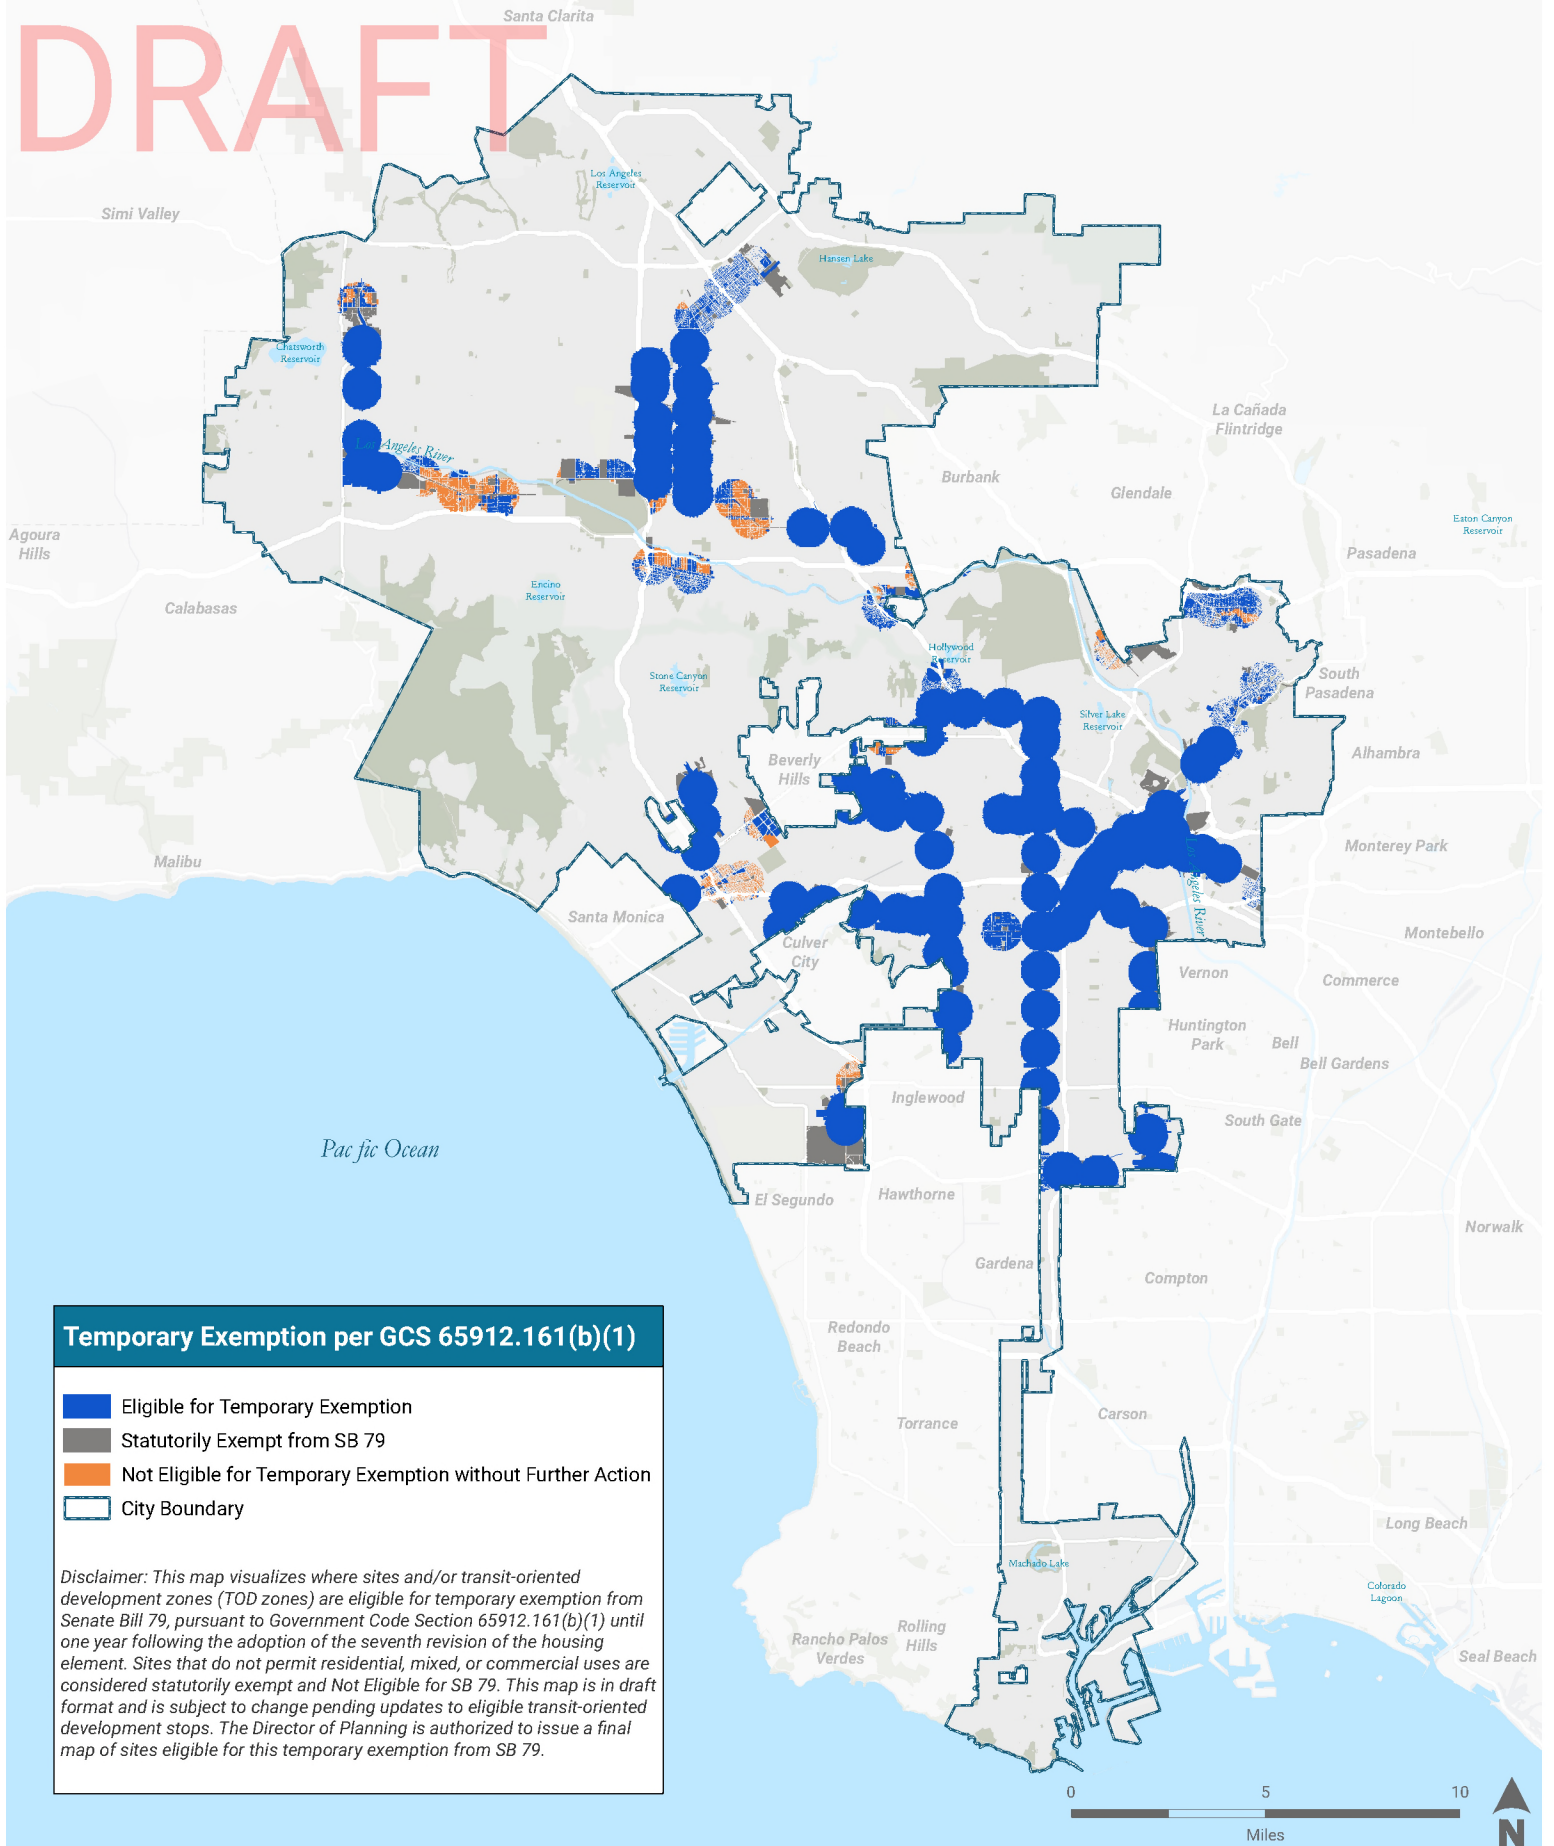 DRAFT
Santa Clarita
Los Angeles
Reservoir
Simi Valley
Hansen Lake
Chatsworth
Reservoir
La Cañada
Flintridge
Los Angeles River
Burbank
Glendale
Eaton Canyon
Reservoir
Agoura
Hills
Pasadena
Encino
Reservoir
Calabasas
Hollywood
Reservoir
Stone Canyon
Reservoir
South
Pasadena
Silver Lake
Reservoir
Alhambra
Beverly
Hills
Monterey Park
Malibu
Los Angeles River
Santa Monica
Culver
City
Montebello
Vernon
Commerce
Huntington
Park
Bell
Bell Gardens
Inglewood
South Gate
Pac fic Ocean
El Segundo
Hawthorne
Norwalk
Gardena
Compton
Redondo
Beach
Torrance
Carson
Long Beach
Machado Lake
Colorado
Lagoon
Rolling
Hills
Rancho Palos
Verdes
Seal Beach
Temporary Exemption per GCS 65912.161(b)(1)
Eligible for Temporary Exemption
Statutorily Exempt from SB 79
Not Eligible for Temporary Exemption without Further Action
City Boundary
Disclaimer: This map visualizes where sites and/or transit-oriented
development zones (TOD zones) are eligible for temporary exemption from
Senate Bill 79, pursuant to Government Code Section 65912.161(b)(1) until
one year following the adoption of the seventh revision of the housing
element. Sites that do not permit residential, mixed, or commercial uses are
considered statutorily exempt and Not Eligible for SB 79. This map is in draft
format and is subject to change pending updates to eligible transit-oriented
development stops. The Director of Planning is authorized to issue a final
map of sites eligible for this temporary exemption from SB 79.
0 5 10
Miles
N